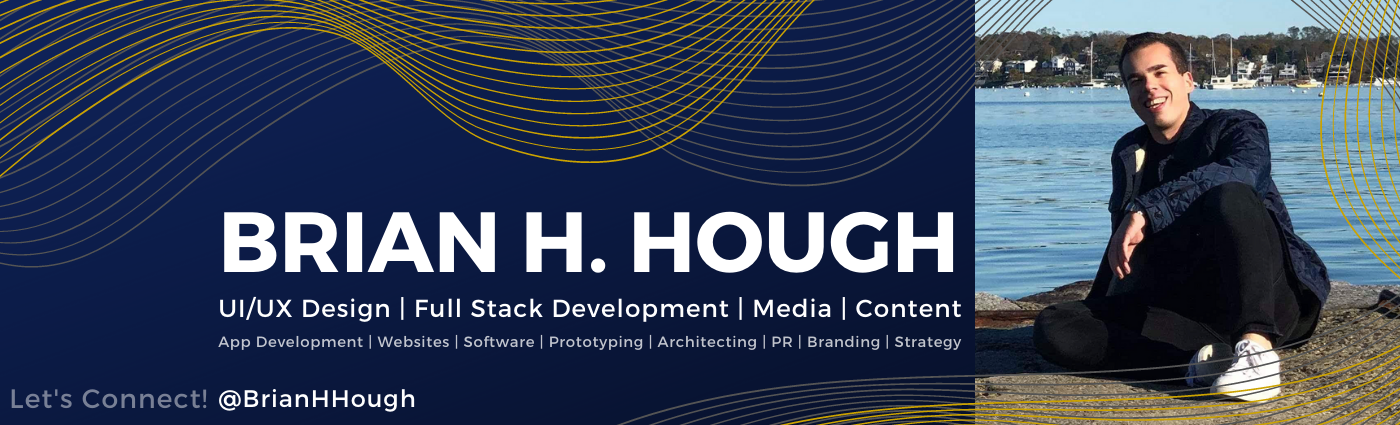 BRIAN H. HOUGH
UI/UX Design | Full Stack Development | Media | Content
App Development | Websites | Software | Prototyping | Architecting | PR | Branding | Strategy
Let's Connect! @BrianHHough